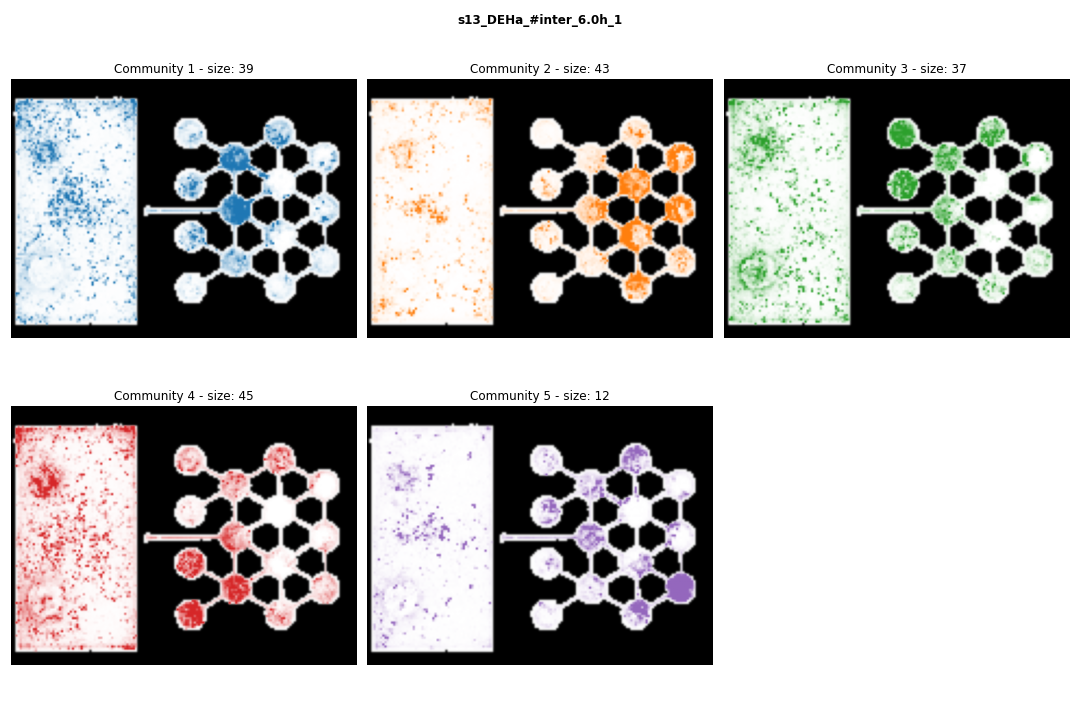 s13_DEHa_#inter_6.0h_1
Community 1 - size: 39
Community 2 - size: 43
Community 3 - size: 37
Community 4 - size: 45
Community 5 - size: 12